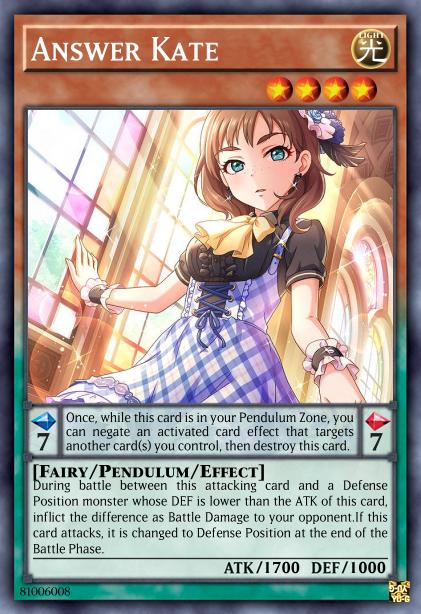 Answer Kate
LIGHT
光
Once, while this card is in your Pendulum Zone, you
can negate an activated card effect that targets
another card(s) you control, then destroy this card.
7
7
[Fairy/Pendulum/Effect]
During battle between this attacking card and a Defense
Position monster whose DEF is lower than the ATK of this card,
inflict the difference as Battle Damage to your opponent.If this
card attacks, it is changed to Defense Position at the end of the
Battle Phase.
ATK/1700 DEF/1000
81006008